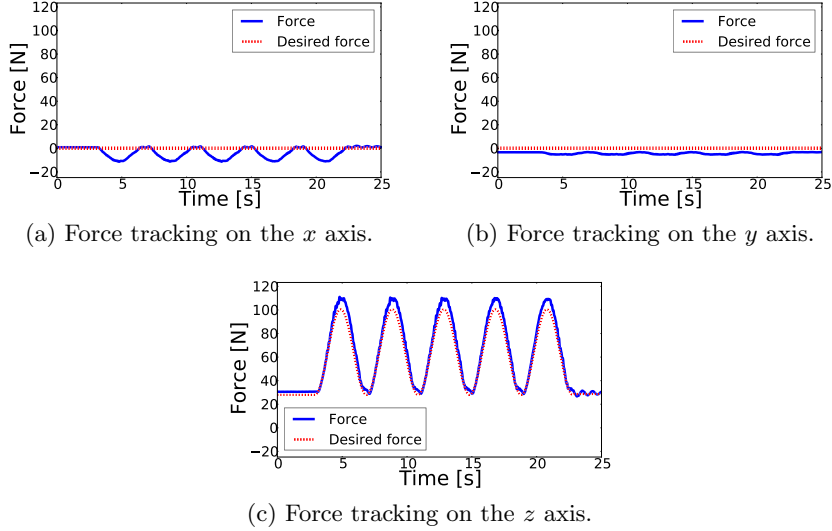 120
100
80
60
40
20
0
−20
Force [N]
Force
Desired force
0 5 10 15 20 25
Time [s]
(a) Force tracking on the x axis.
120
100
80
60
40
20
0
−20
Force [N]
Force
Desired force
0 5 10 15 20 25
Time [s]
(b) Force tracking on the y axis.
120
100
80
60
40
20
0
−20
Force [N]
Force
Desired force
0 5 10 15 20 25
Time [s]
(c) Force tracking on the z axis.